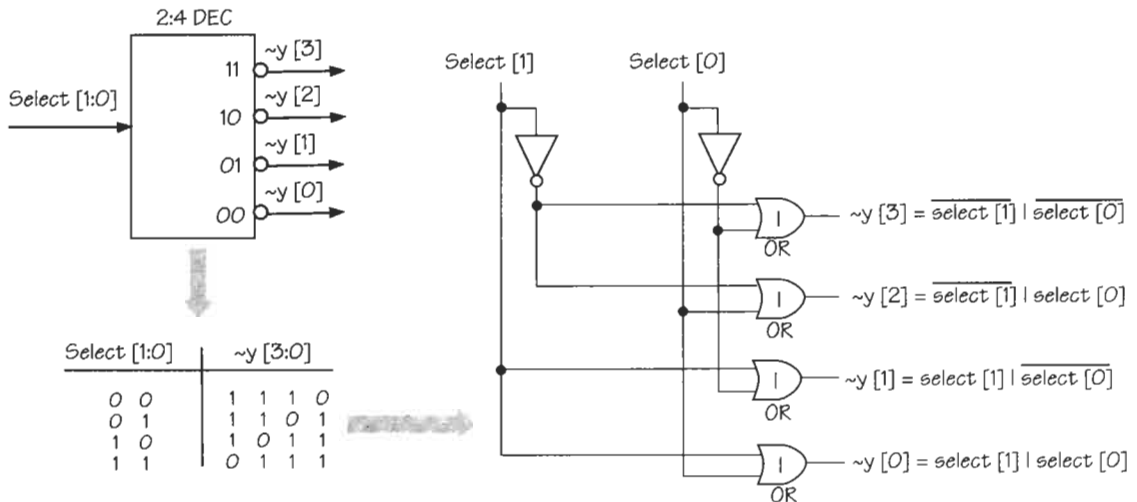 2:4 DEC
Select [1:0]
11
~y [3]
10
~y [2]
01
~y [1]
00
~y [0]
Select [1:0] ~y [3:0]
0 0 1 1 1 0
0 1 1 1 0 1
1 0 1 0 1 1
1 1 0 1 1 1
Select [1] Select [0]
|
OR
~y [3] = select [1] | select [0]
|
OR
~y [2] = select [1] | select [0]
|
OR
~y [1] = select [1] | select [0]
|
OR
~y [0] = select [1] | select [0]